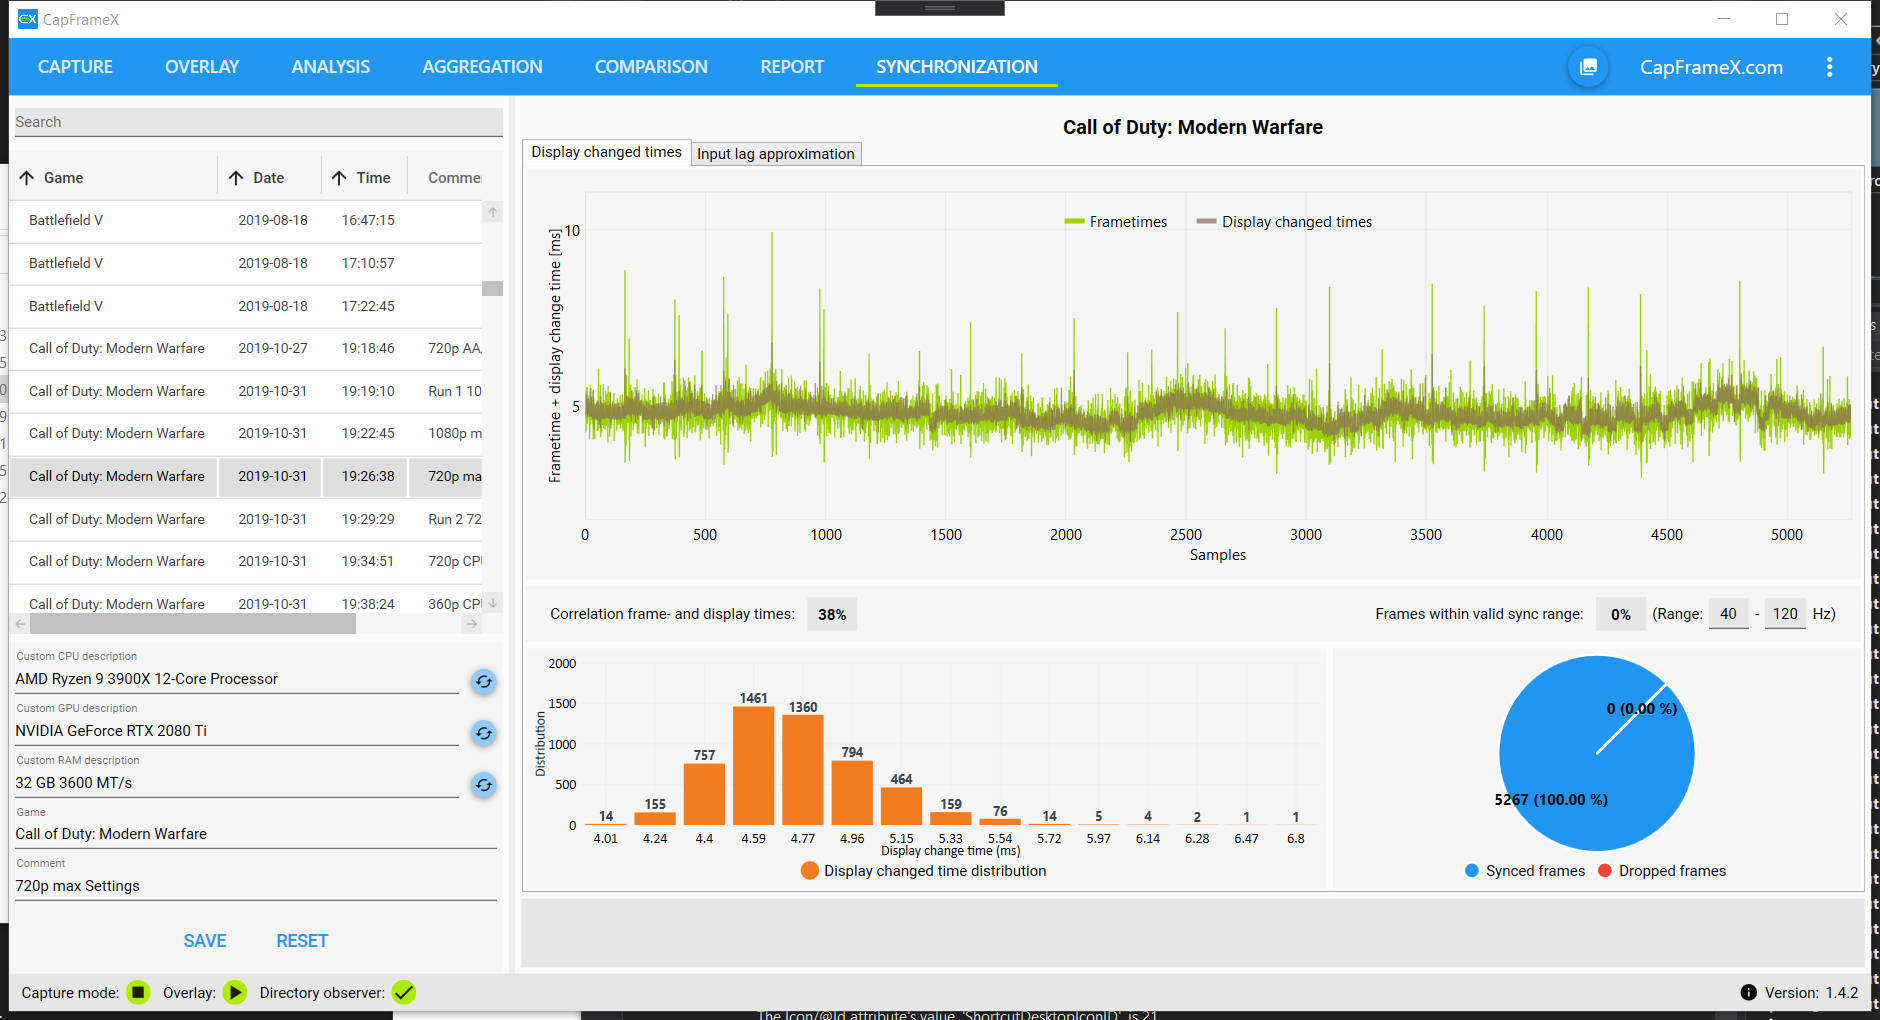 CapFrameX
CAPTURE OVERLAY ANALYSIS AGGREGATION COMPARISON REPORT SYNCHRONIZATION CapFrameX.com
Search
Game Date Time Comme
Battlefield V 2019-08-18 16:47:15
Battlefield V 2019-08-18 17:10:57
Battlefield V 2019-08-18 17:22:45
Call of Duty: Modern Warfare 2019-10-27 19:18:46 720p AA
Call of Duty: Modern Warfare 2019-10-31 19:19:10 Run 1 10
Call of Duty: Modern Warfare 2019-10-31 19:22:45 1080p m
Call of Duty: Modern Warfare 2019-10-31 19:26:38 720p ma
Call of Duty: Modern Warfare 2019-10-31 19:29:29 Run 2 72
Call of Duty: Modern Warfare 2019-10-31 19:34:51 720p CP
Call of Duty: Modern Warfare 2019-10-31 19:38:24 360p CP
Custom CPU description
AMD Ryzen 9 3900X 12-Core Processor
Custom GPU description
NVIDIA GeForce RTX 2080 Ti
Custom RAM description
32 GB 3600 MT/s
Game
Call of Duty: Modern Warfare
Comment
720p max Settings
SAVE RESET
Call of Duty: Modern Warfare
Display changed times Input lag approximation
Frametimes Display changed times
Frametime + display change time [ms]
10
5
0 500 1000 1500 2000 2500 3000 3500 4000 4500 5000
Samples
Correlation frame- and display times: 38% Frames within valid sync range: 0% (Range: 40 - 120 Hz)
Distribution
2000
1500
1000
500
0
14 155 757 1461 1360 794 464 159 76 14 5 4 2 1 1
4.01 4.24 4.4 4.59 4.77 4.96 5.15 5.33 5.54 5.72 5.97 6.14 6.28 6.47 6.8
Display change time (ms)
Display changed time distribution
0 (0.00 %)
5267 (100.00 %)
Synced frames Dropped frames
Capture mode: Overlay: Directory observer: Version: 1.4.2
The Icon/@Id attribute's value, 'ShortcutDesktopIconID', is 21